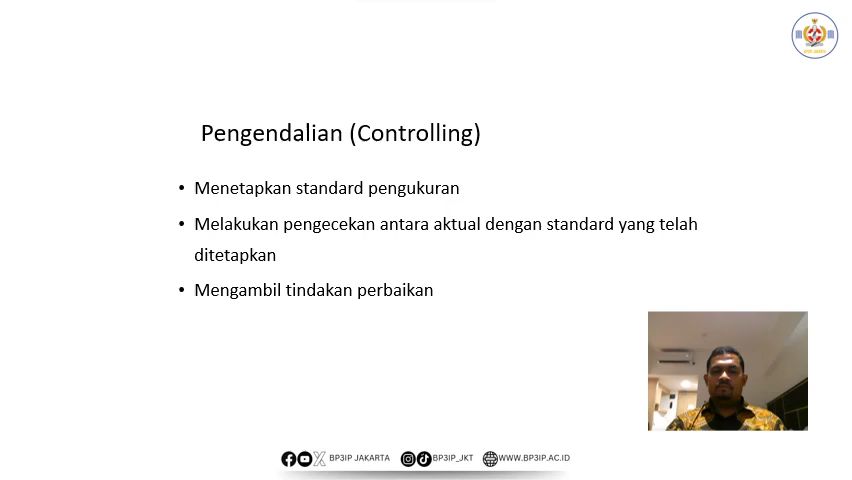 Pengendalian (Controlling)
• Menetapkan standard pengukuran
• Melakukan pengecekan antara aktual dengan standard yang telah
ditetapkan
• Mengambil tindakan perbaikan
BP3IP JAKARTA BP3IP_JKT WWW.BP3IP.AC.ID